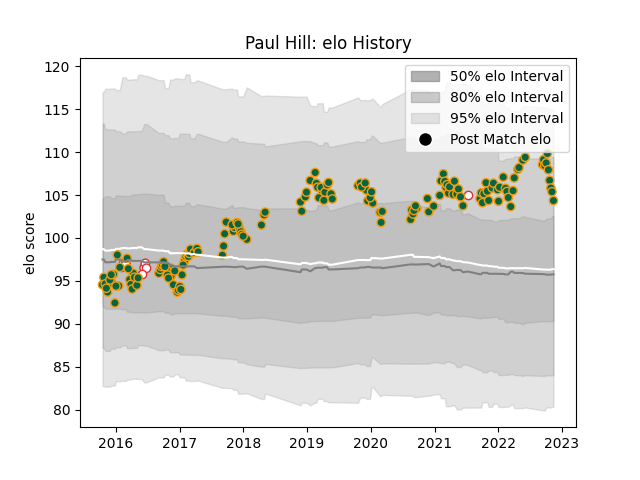 Paul Hill: elo History
120
115
110
105
100
95
90
85
80
elo score
50% elo Interval
80% elo Interval
95% elo Interval
Post Match elo
2016 2017 2018 2019 2020 2021 2022 2023